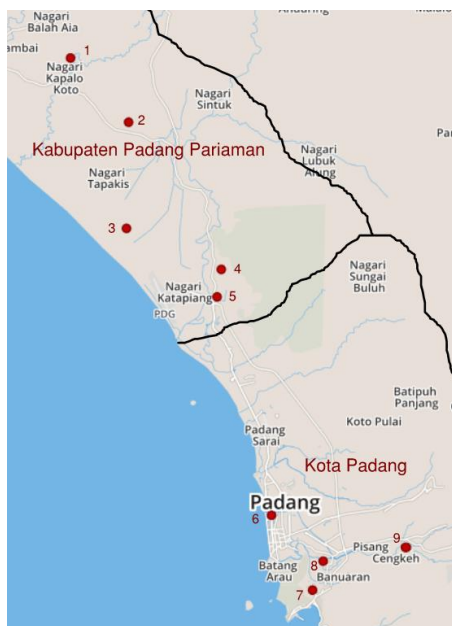 Nagari
Balah Aia
Anduring
ambai
1
Nagari
Kapalo
Koto
Nagari
Sintuk
2
Kabupaten Padang Pariaman
Nagari
Lubuk
Alung
Nagari
Tapakis
3
4
Nagari
Sungai
Buluh
Nagari
Katapiang
5
PDG
Batipuh
Panjang
Koto Pulai
Padang
Sarai
Kota Padang
Padang
6
9
Pisang
Cengkeh
8
Batang
Arau
Banuaran
7